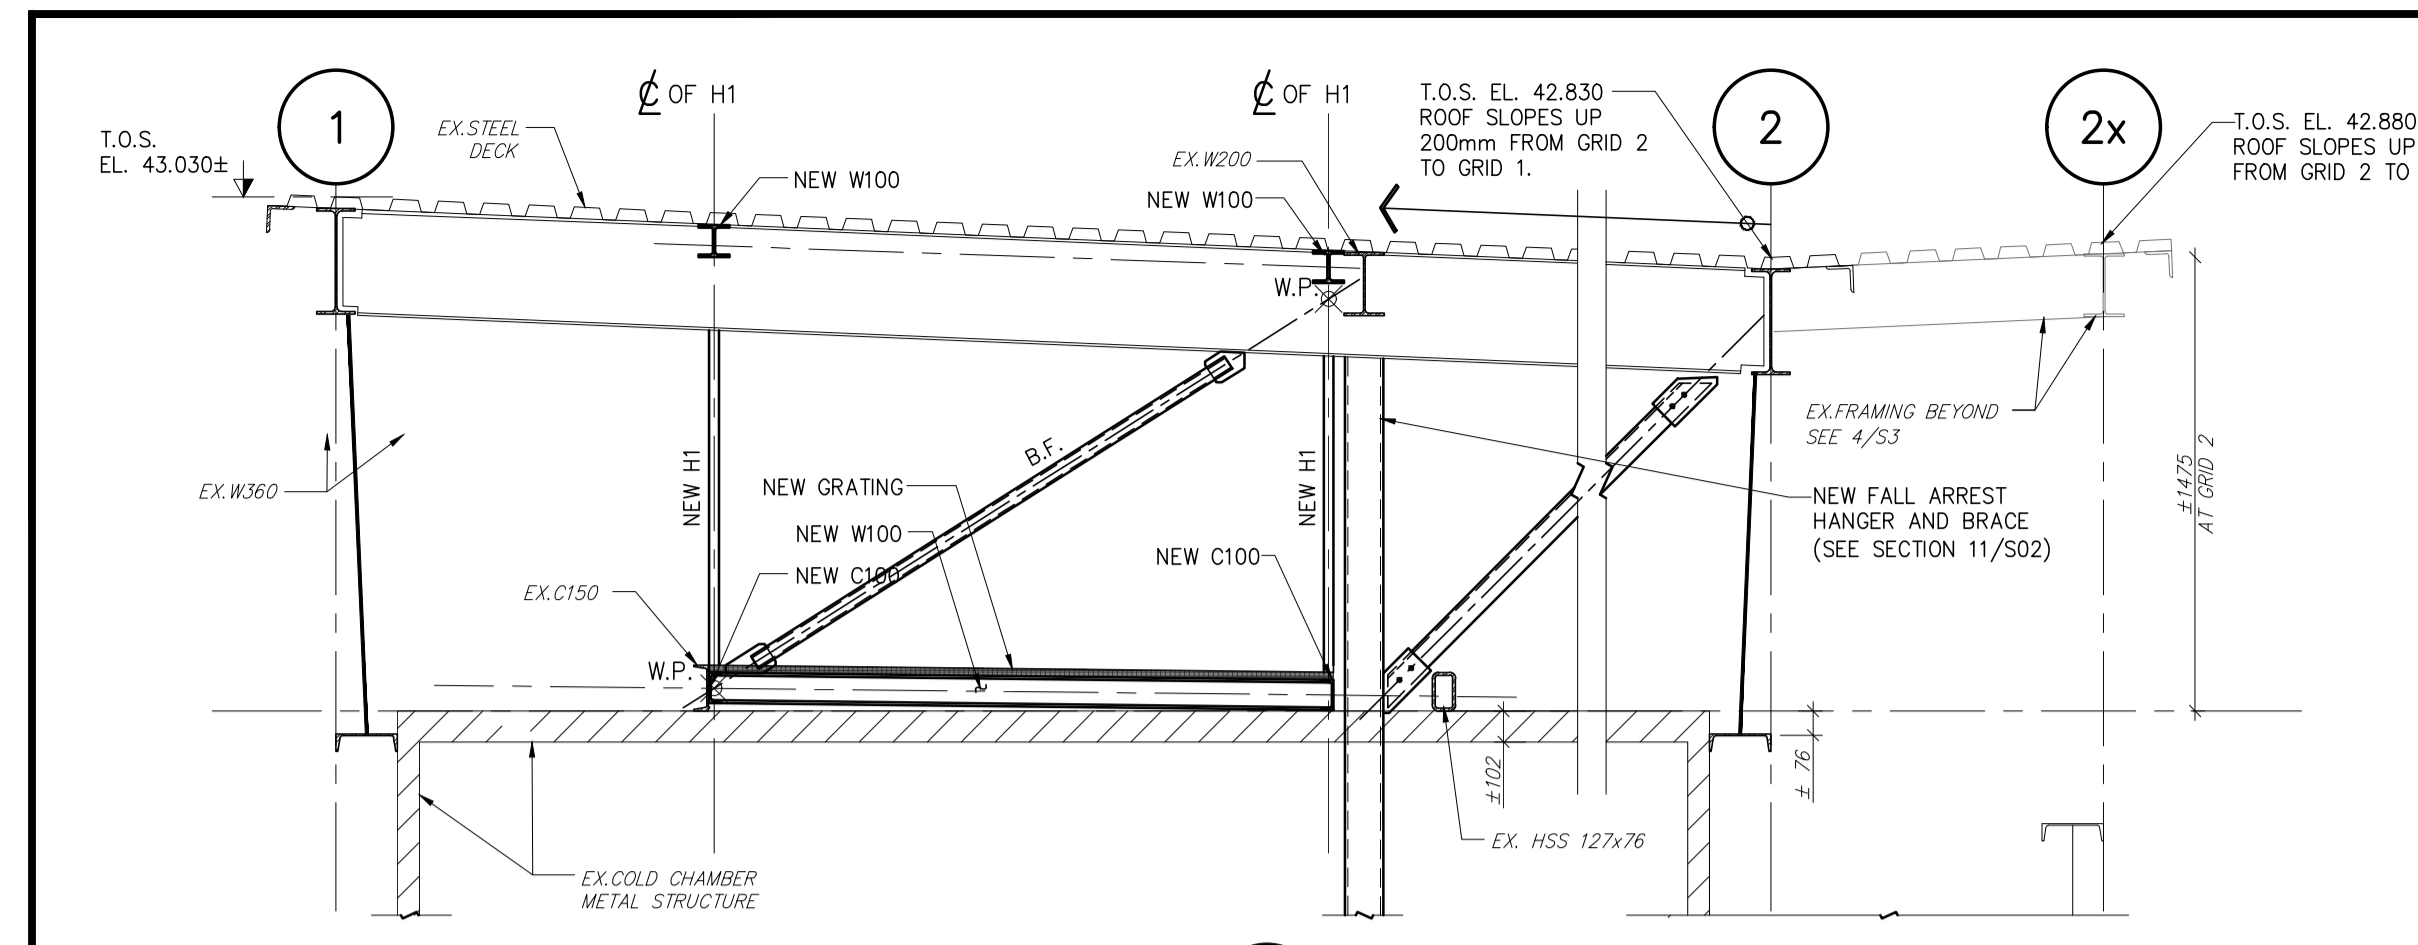 1
2
2x
T.O.S.
EL. 43.030±
EX.STEEL
DECK
℄ OF H1
NEW W100
℄ OF H1
EX.W200
NEW W100
T.O.S. EL. 42.830
ROOF SLOPES UP
200mm FROM GRID 2
TO GRID 1.
T.O.S. EL. 42.880
ROOF SLOPES UP
FROM GRID 2 TO
W.P.
EX.W360
NEW H1
B.F.
NEW GRATING
NEW W100
NEW C100
EX.C150
W.P.
NEW C100
NEW H1
EX.FRAMING BEYOND
SEE 4/S3
NEW FALL ARREST
HANGER AND BRACE
(SEE SECTION 11/S02)
±1475
AT GRID 2
±102
± 76
EX. HSS 127x76
EX.COLD CHAMBER
METAL STRUCTURE